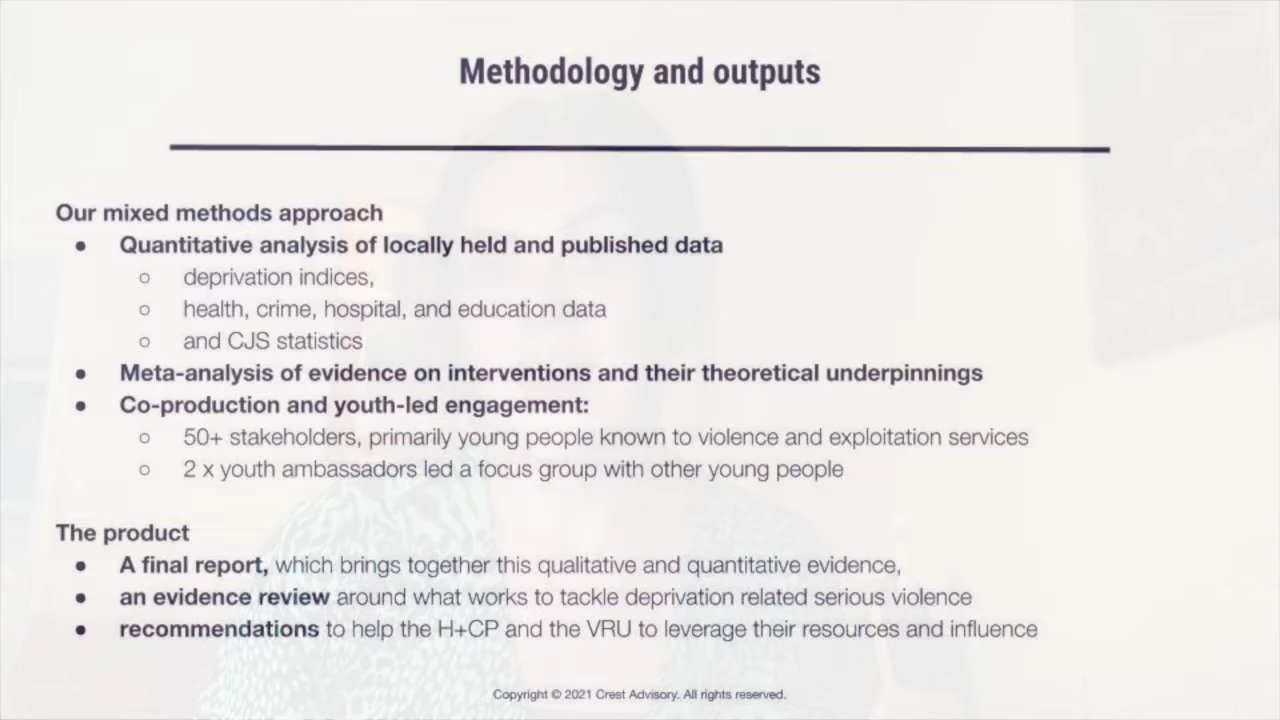 Methodology and outputs
Our mixed methods approach
● Quantitative analysis of locally held and published data
○ deprivation indices,
○ health, crime, hospital, and education data
○ and CJS statistics
● Meta-analysis of evidence on interventions and their theoretical underpinnings
● Co-production and youth-led engagement:
○ 50+ stakeholders, primarily young people known to violence and exploitation services
○ 2 x youth ambassadors led a focus group with other young people
The product
● A final report, which brings together this qualitative and quantitative evidence,
● an evidence review around what works to tackle deprivation related serious violence
● recommendations to help the H+CP and the VRU to leverage their resources and influence
Copyright © 2021 Crest Advisory. All rights reserved.